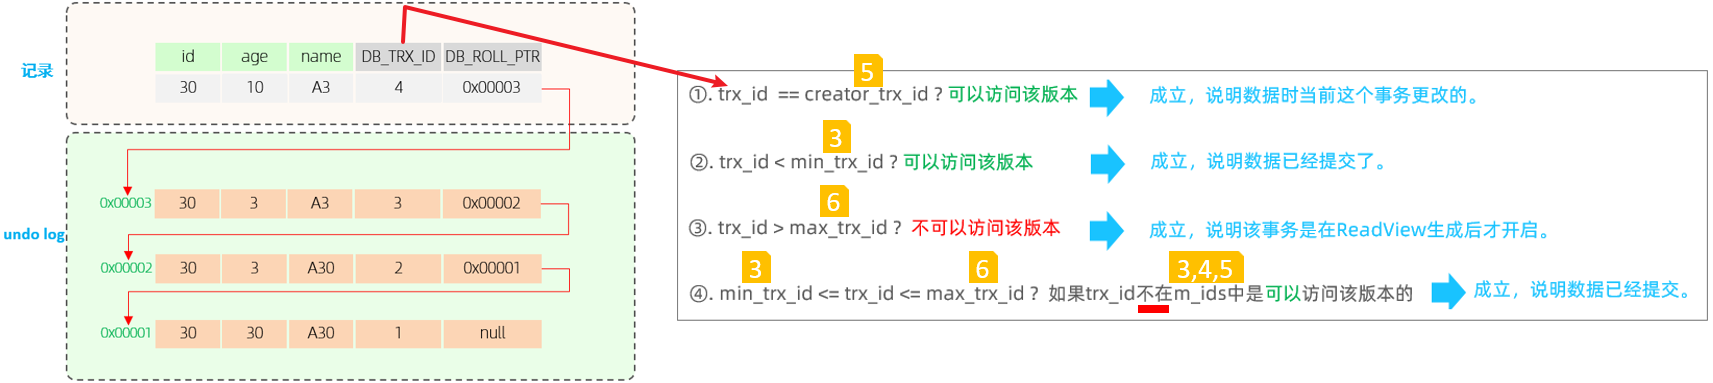 记录
id age name DB_TRX_ID DB_ROLL_PTR
30 10 A3 4 0x00003
undo log
0x00003 30 3 A3 3 0x00002
0x00002 30 3 A30 2 0x00001
0x00001 30 30 A30 1 null
5
①. trx_id == creator_trx_id ? 可以访问该版本 成立，说明数据时当前这个事务更改的。
3
②. trx_id < min_trx_id ? 可以访问该版本 成立，说明数据已经提交了。
6
③. trx_id > max_trx_id ? 不可以访问该版本 成立，说明该事务是在ReadView生成后才开启。
3 6 3,4,5
④. min_trx_id <= trx_id <= max_trx_id ? 如果trx_id不在m_ids中是可以访问该版本的 成立，说明数据已经提交。